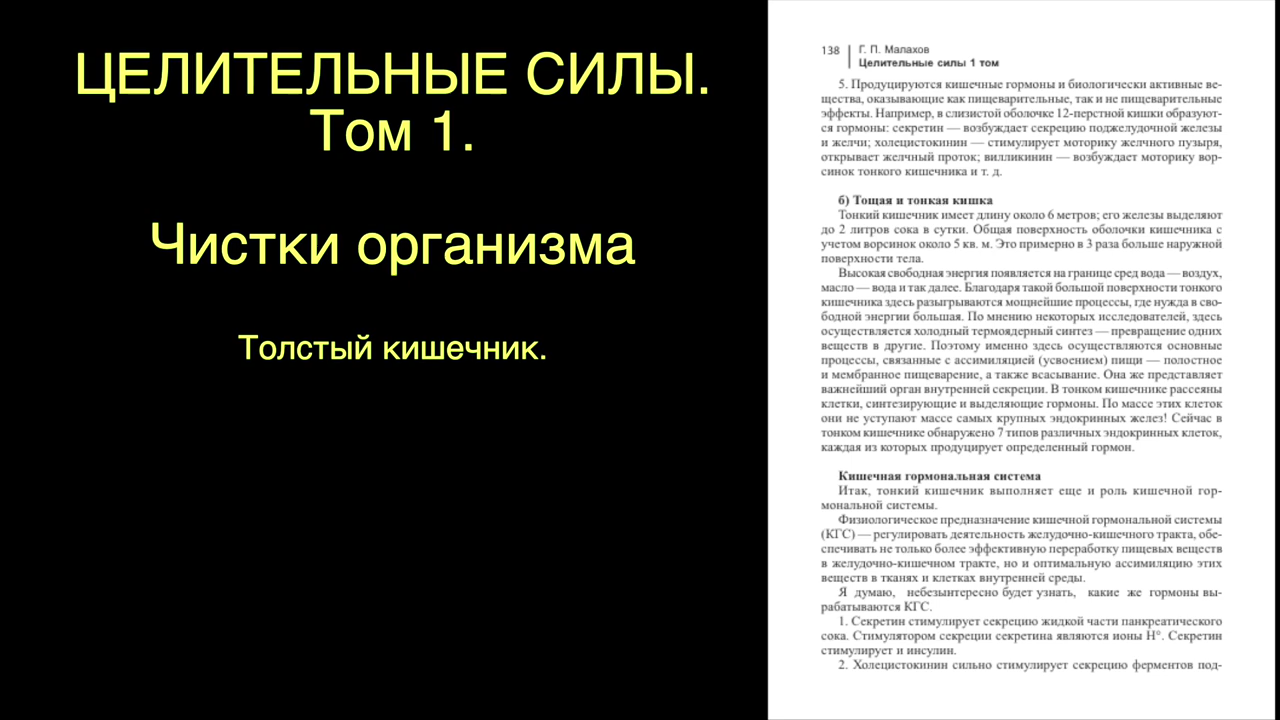 ЦЕЛИТЕЛЬНЫЕ СИЛЫ.
Том 1.
Чистки организма
Толстый кишечник.
138
Г. П. Малахов
Целительные силы 1 том
5. Продуцируются кишечные гормоны и биологически активные ве-
щества, оказывающие как пищеварительные, так и не пищеварительные
эффекты. Например, в слизистой оболочке 12-перстной кишки образуют-
ся гормоны: секретин — возбуждает секрецию поджелудочной железы
и желчи; холецистокинин — стимулирует моторику желчного пузыря,
открывает желчный проток; вилликинин — возбуждает моторику вор-
синок тонкого кишечника и т. д.
б) Тощая и тонкая кишка
Тонкий кишечник имеет длину около 6 метров; его железы выделяют
до 2 литров сока в сутки. Общая поверхность оболочки кишечника с
учетом ворсинок около 5 кв. м. Это примерно в 3 раза больше наружной
поверхности тела.
Высокая свободная энергия появляется на границе сред вода — воздух,
масло — вода и так далее. Благодаря такой большой поверхности тонкого
кишечника здесь разыгрываются мощнейшие процессы, где нужда в сво-
бодной энергии большая. По мнению некоторых исследователей, здесь
осуществляется холодный термоядерный синтез — превращение одних
веществ в другие. Поэтому именно здесь осуществляются основные
процессы, связанные с ассимиляцией (усвоением) пищи — полостное
и мембранное пищеварение, а также всасывание. Она же представляет
важнейший орган внутренней секреции. В тонком кишечнике рассеяны
клетки, синтезирующие и выделяющие гормоны. По массе этих клеток
они не уступают массе самых крупных эндокринных желез! Сейчас в
тонком кишечнике обнаружено 7 типов различных эндокринных клеток,
каждая из которых продуцирует определенный гормон.
Кишечная гормональная система
Итак, тонкий кишечник выполняет еще и роль кишечной гор-
мональной системы.
Физиологическое предназначение кишечной гормональной системы
(КГС) — регулировать деятельность желудочно-кишечного тракта, обе-
спечивать не только более эффективную переработку пищевых веществ
в желудочно-кишечном тракте, но и оптимальную ассимиляцию этих
веществ в тканях и клетках внутренней среды.
Я думаю, небезынтересно будет узнать, какие же гормоны вы-
рабатываются КГС.
1. Секретин стимулирует секрецию жидкой части панкреатического
сока. Стимулятором секреции секретина являются ионы Н°. Секретин
стимулирует и инсулин.
2. Холецистокинин сильно стимулирует секрецию ферментов под-